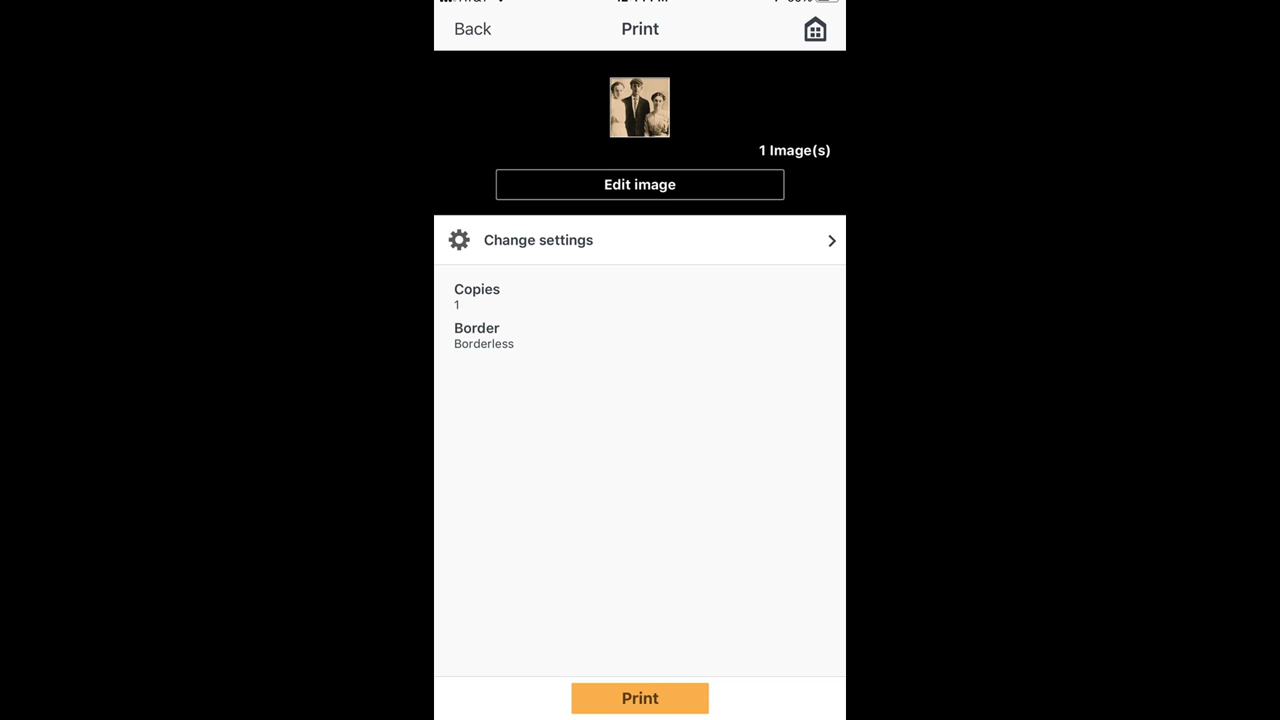 Back
Print
1 Image(s)
Edit image
Change settings
Copies
1
Border
Borderless
Print